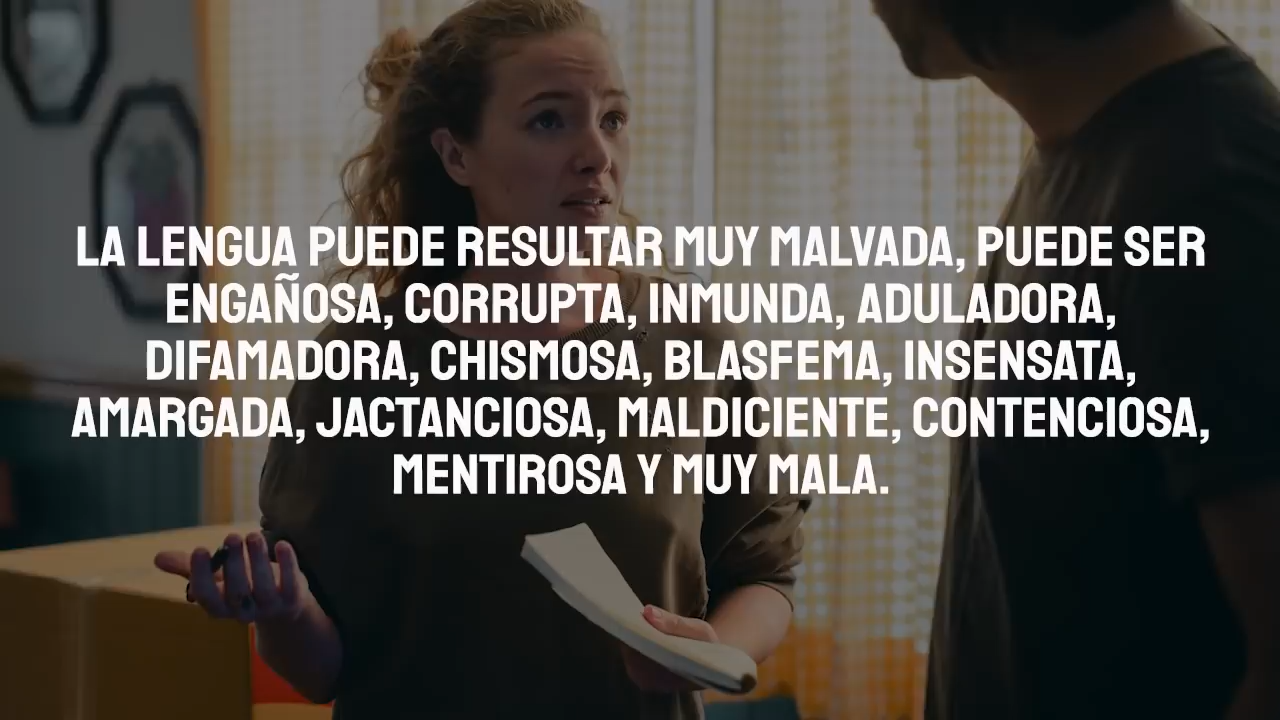 LA LENGUA PUEDE RESULTAR MUY MALVADA, PUEDE SER
ENGAÑOSA, CORRUPTA, INMUNDA, ADULADORA,
DIFAMADORA, CHISMOSA, BLASFEMA, INSENSATA,
AMARGADA, JACTANCIOSA, MALDICIENTE, CONTENCIOSA,
MENTIROSA Y MUY MALA.